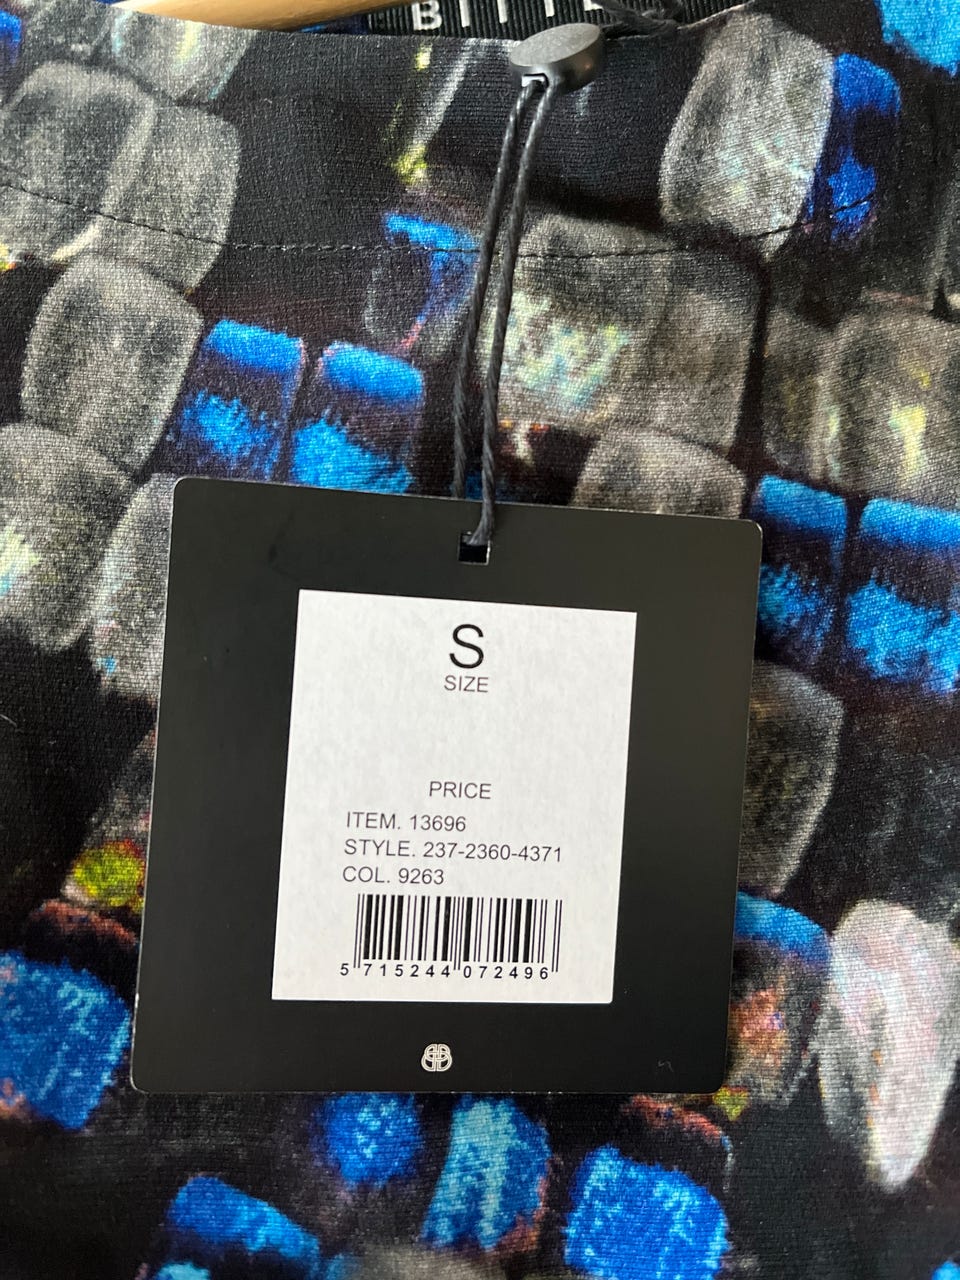 S
SIZE
PRICE
ITEM. 13696
STYLE. 237-2360-4371
COL. 9263
5 715244 072496